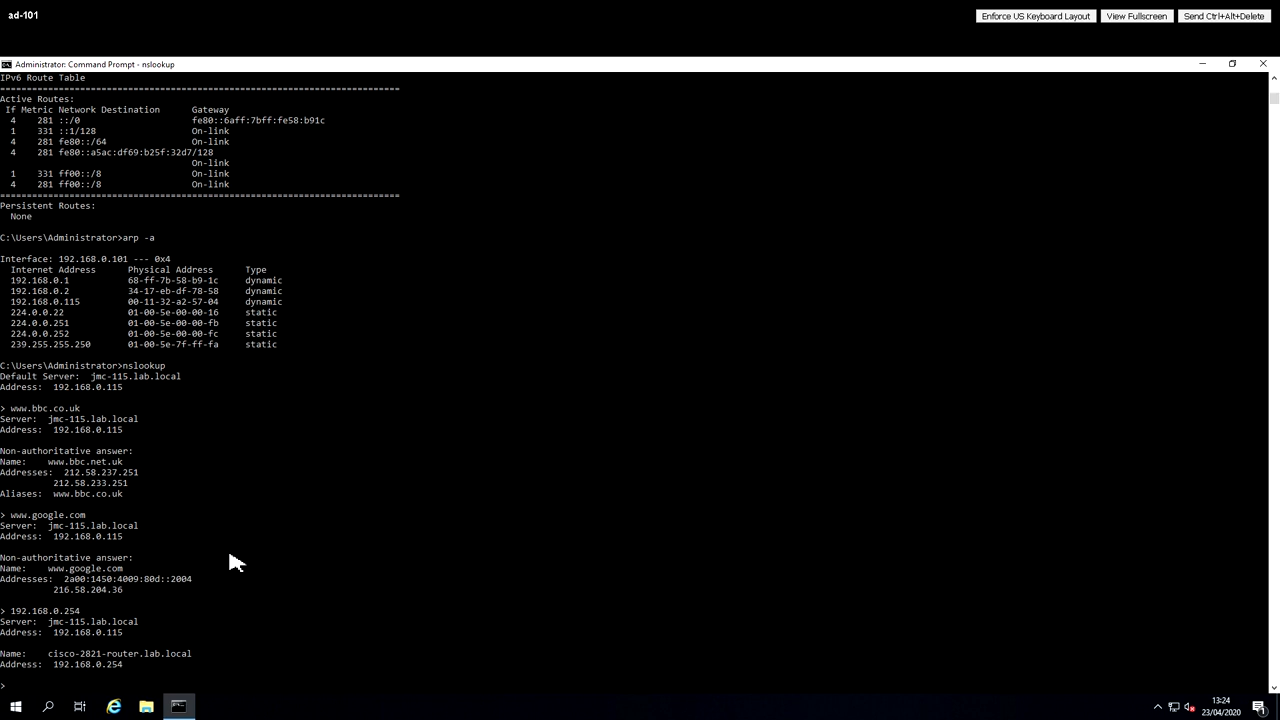 ad-101
Enforce US Keyboard Layout
View Fullscreen
Send Ctrl+Alt+Delete
Administrator: Command Prompt - nslookup
IPv6 Route Table
===========================================================================
Active Routes:
If Metric Network Destination Gateway
4 281 ::/0 fe80::6aff:7bff:fe58:b91c
1 331 ::1/128 On-link
4 281 fe80::/64 On-link
4 281 fe80::a5ac:df69:b25f:32d7/128
On-link
1 331 ff00::/8 On-link
4 281 ff00::/8 On-link
===========================================================================
Persistent Routes:
None
C:\Users\Administrator>arp -a
Interface: 192.168.0.101 --- 0x4
Internet Address Physical Address Type
192.168.0.1 68-ff-7b-58-b9-1c dynamic
192.168.0.2 34-17-eb-df-78-58 dynamic
192.168.0.115 00-11-32-a2-57-04 dynamic
224.0.0.22 01-00-5e-00-00-16 static
224.0.0.251 01-00-5e-00-00-fb static
224.0.0.252 01-00-5e-00-00-fc static
239.255.255.250 01-00-5e-7f-ff-fa static
C:\Users\Administrator>nslookup
Default Server: jmc-115.lab.local
Address: 192.168.0.115
> www.bbc.co.uk
Server: jmc-115.lab.local
Address: 192.168.0.115
Non-authoritative answer:
Name: www.bbc.net.uk
Addresses: 212.58.237.251
212.58.233.251
Aliases: www.bbc.co.uk
> www.google.com
Server: jmc-115.lab.local
Address: 192.168.0.115
Non-authoritative answer:
Name: www.google.com
Addresses: 2a00:1450:4009:80d::2004
216.58.204.36
> 192.168.0.254
Server: jmc-115.lab.local
Address: 192.168.0.115
Name: cisco-2821-router.lab.local
Address: 192.168.0.254
>
13:24
23/04/2020
1